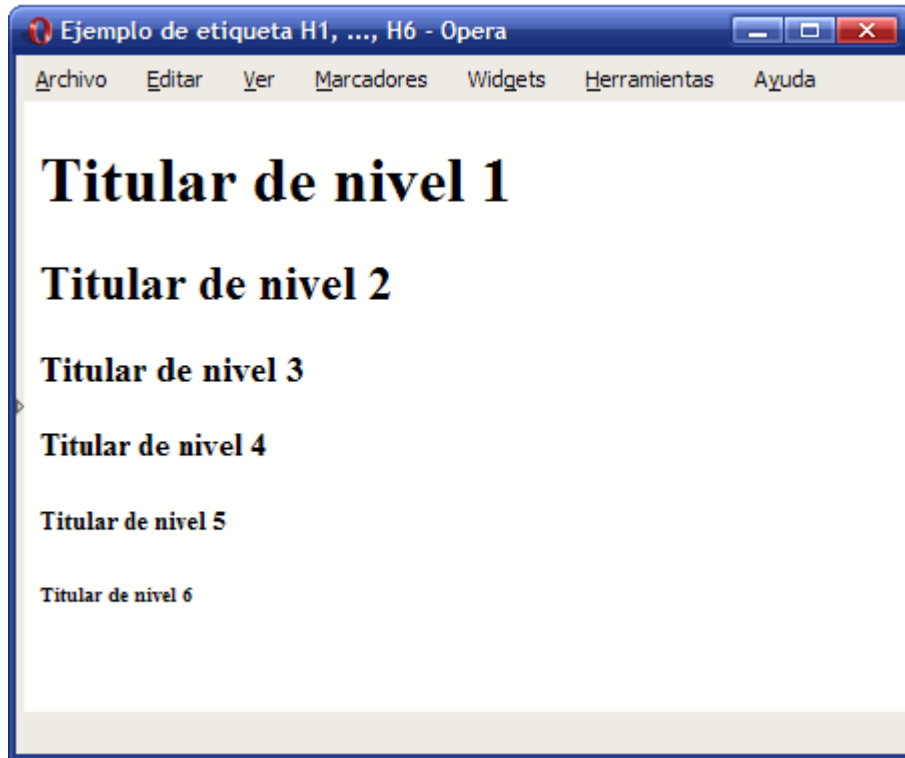 Ejemplo de etiqueta H1, ..., H6 - Opera
Archivo Editar Ver Marcadores Widgets Herramientas Ayuda
Titular de nivel 1
Titular de nivel 2
Titular de nivel 3
Titular de nivel 4
Titular de nivel 5
Titular de nivel 6